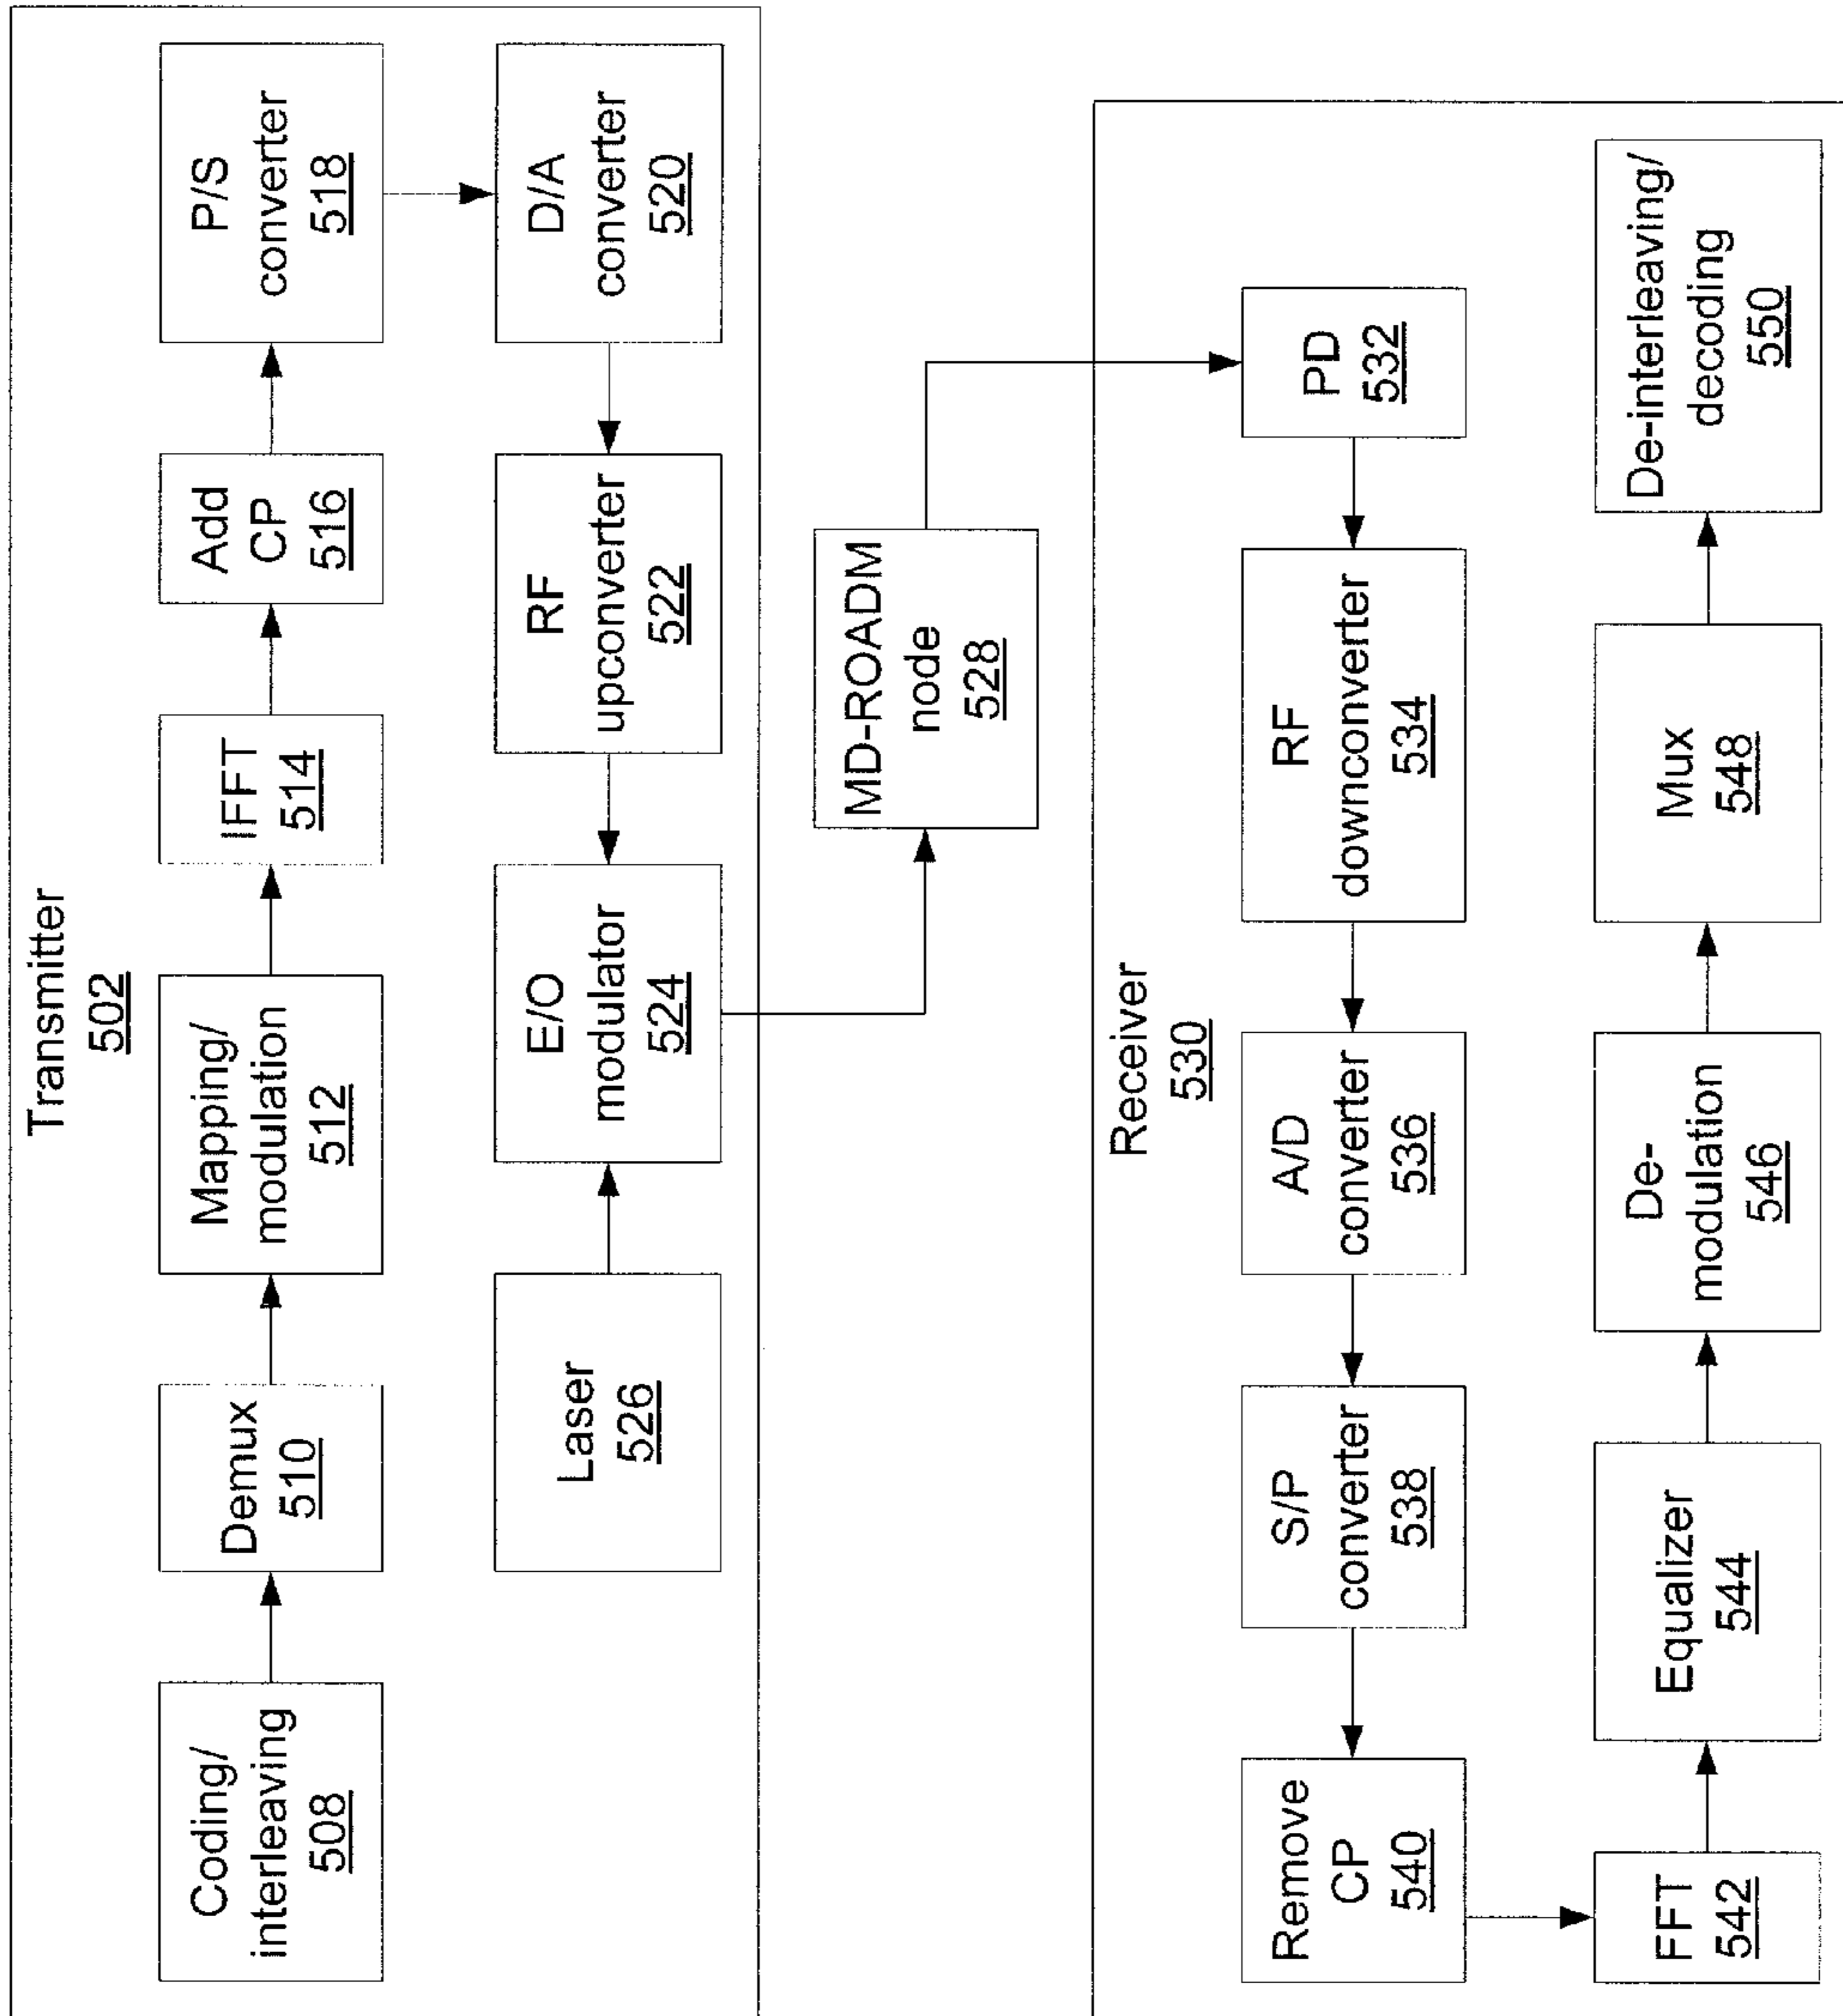 Transmitter
502
Coding/
interleaving
508
Demux
510
Mapping/
modulation
512
IFFT
514
Add
CP
516
P/S
converter
518
Laser
526
E/O
modulator
524
RF
upconverter
522
D/A
converter
520
MD-ROADM
node
528
Receiver
530
Remove
CP
540
S/P
converter
538
A/D
converter
536
RF
downconverter
534
PD
532
FFT
542
Equalizer
544
De-
modulation
546
Mux
548
De-interleaving/
decoding
550